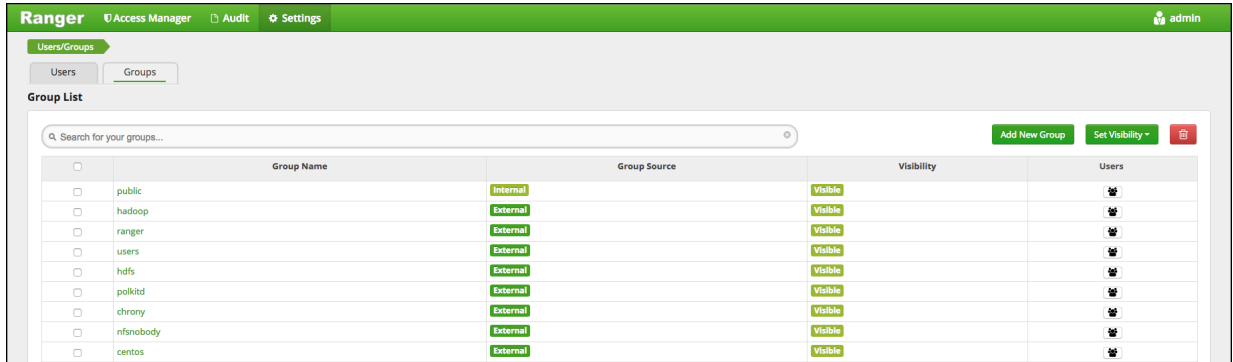 Ranger Access Manager Audit Settings admin
Users/Groups
Users Groups
Group List
Search for your groups... Add New Group Set Visibility
Group Name Group Source Visibility Users
public Internal Visible
hadoop External Visible
ranger External Visible
users External Visible
hdfs External Visible
polkitd External Visible
chrony External Visible
nfsnobody External Visible
centos External Visible